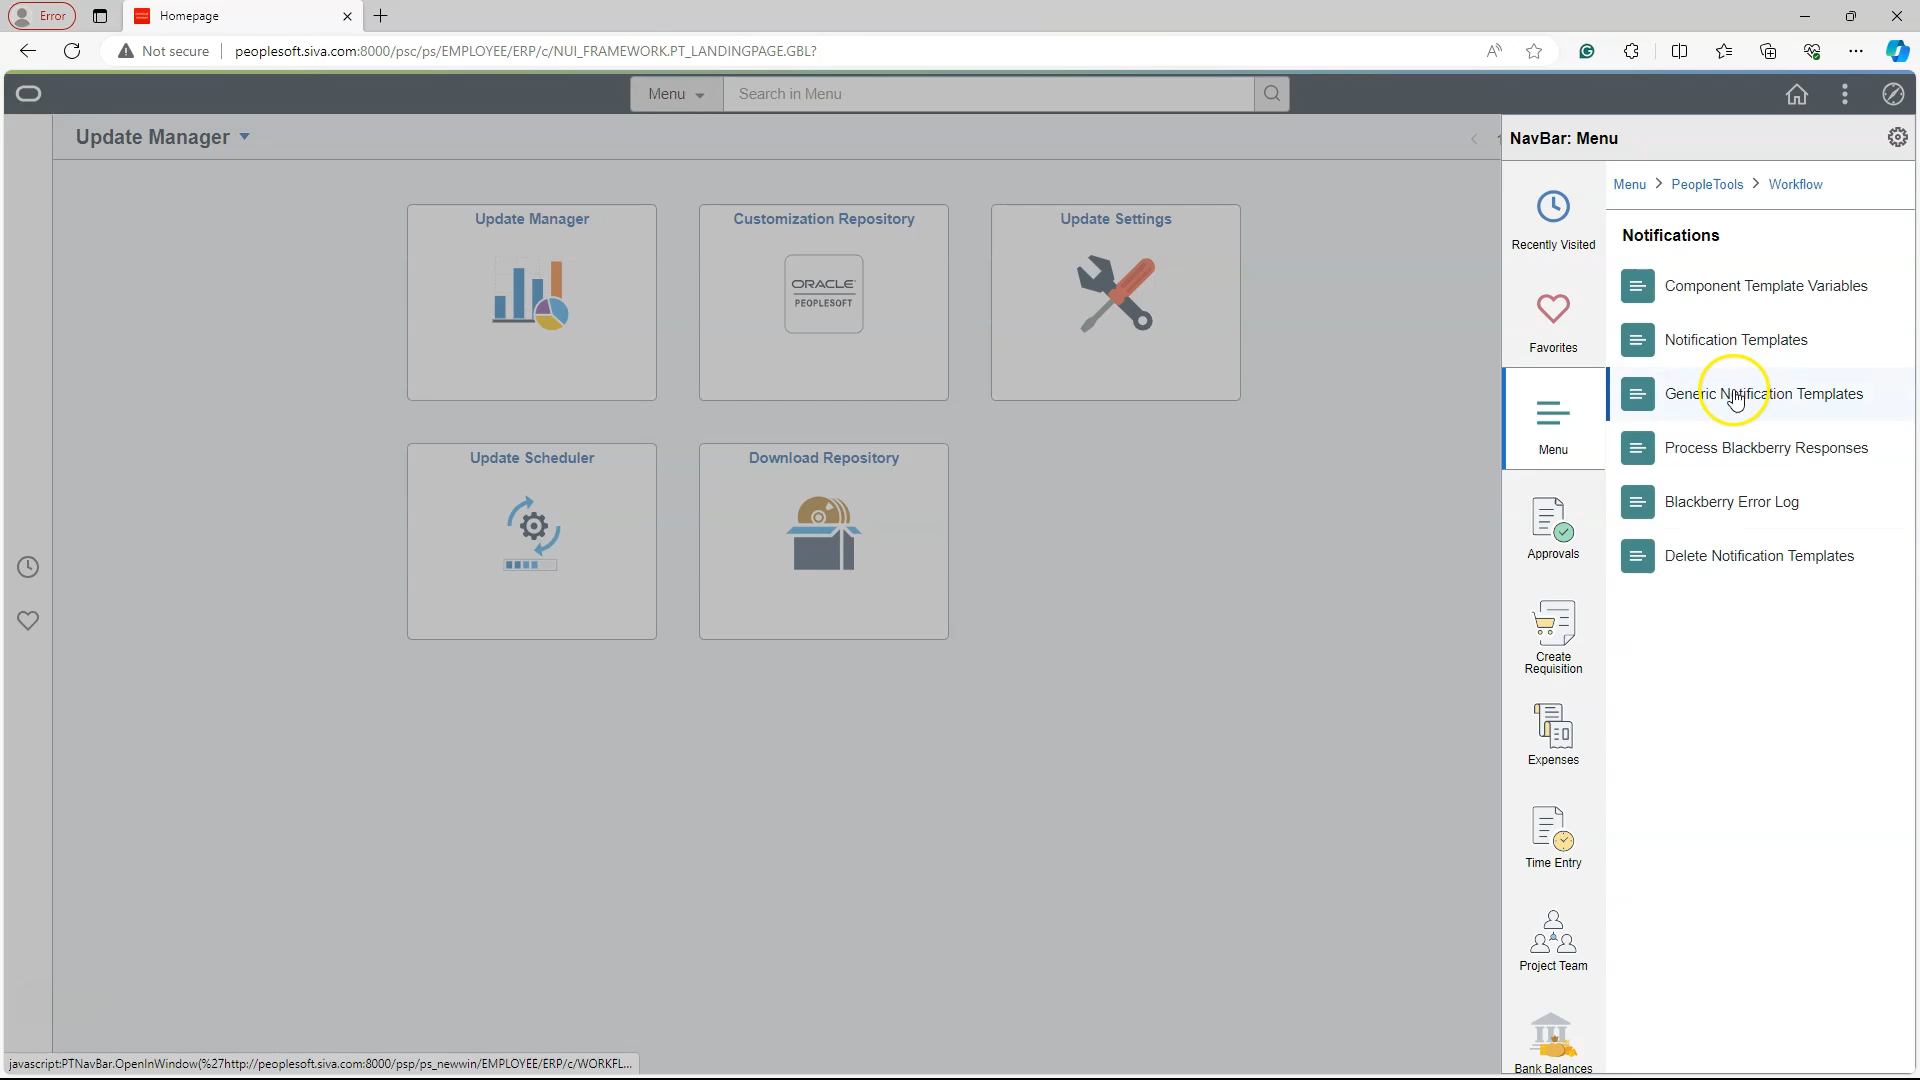 Error
Homepage
Not secure
peoplesoft.siva.com:8000/psc/ps/EMPLOYEE/ERP/c/NUI_FRAMEWORK.PT_LANDINGPAGE.GBL?
Menu
Search in Menu
Update Manager
NavBar: Menu
Menu > PeopleTools > Workflow
Notifications
Component Template Variables
Notification Templates
Generic Notification Templates
Process Blackberry Responses
Blackberry Error Log
Delete Notification Templates
Recently Visited
Favorites
Menu
Approvals
Create
Requisition
Expenses
Time Entry
Project Team
Bank Balances
Update Manager
Customization Repository
ORACLE
PEOPLESOFT
Update Settings
Update Scheduler
Download Repository
javascript:PTNavBar.OpenInWindow(%27http://peoplesoft.siva.com:8000/psp/ps_newwin/EMPLOYEE/ERP/c/WORKFL...